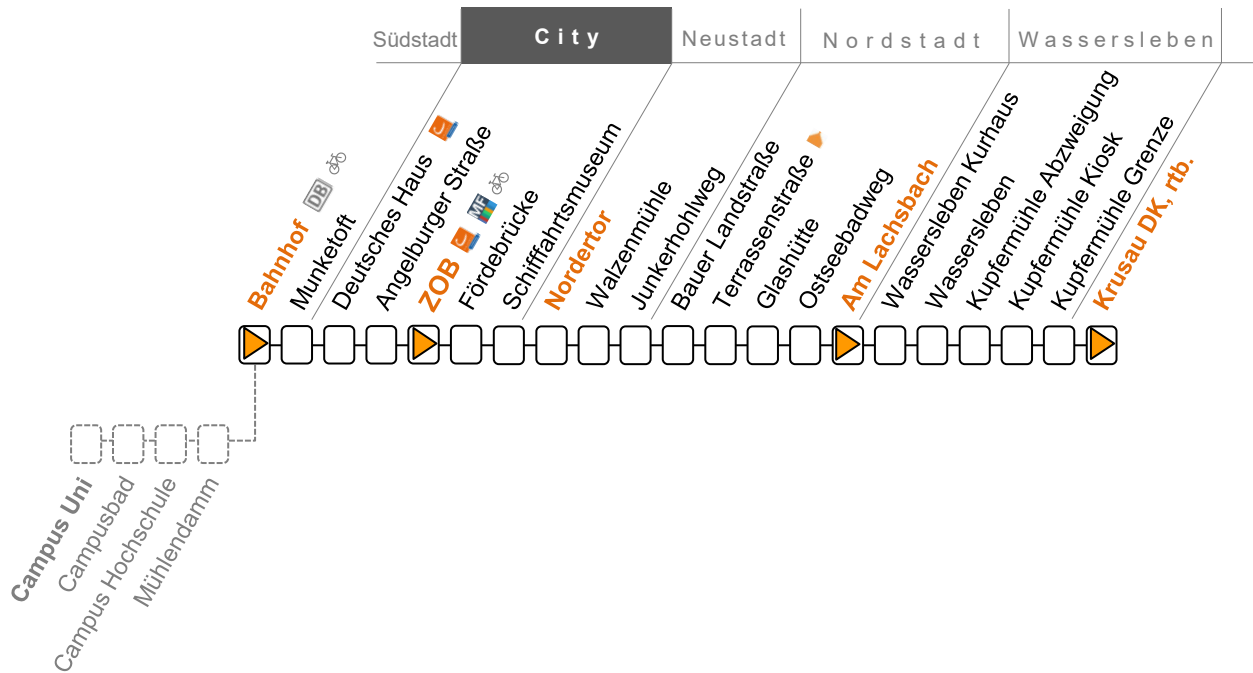 Südstadt
City
Neustadt
Nordstadt
Wassersleben
Bahnhof DB
Munketoft
Deutsches Haus
Angelburger Straße
ZOB MF
Fördebrücke
Schifffahrtsmuseum
Nordertor
Walzenmühle
Junkerhohlweg
Bauer Landstraße
Terrassenstraße
Glashütte
Ostseebadweg
Am Lachsbach
Wassersleben Kurhaus
Wassersleben
Kupfermühle Abzweigung
Kupfermühle Kiosk
Kupfermühle Grenze
Krusau DK, rtb.
Campus Uni
Campusbad
Campus Hochschule
Mühlendamm